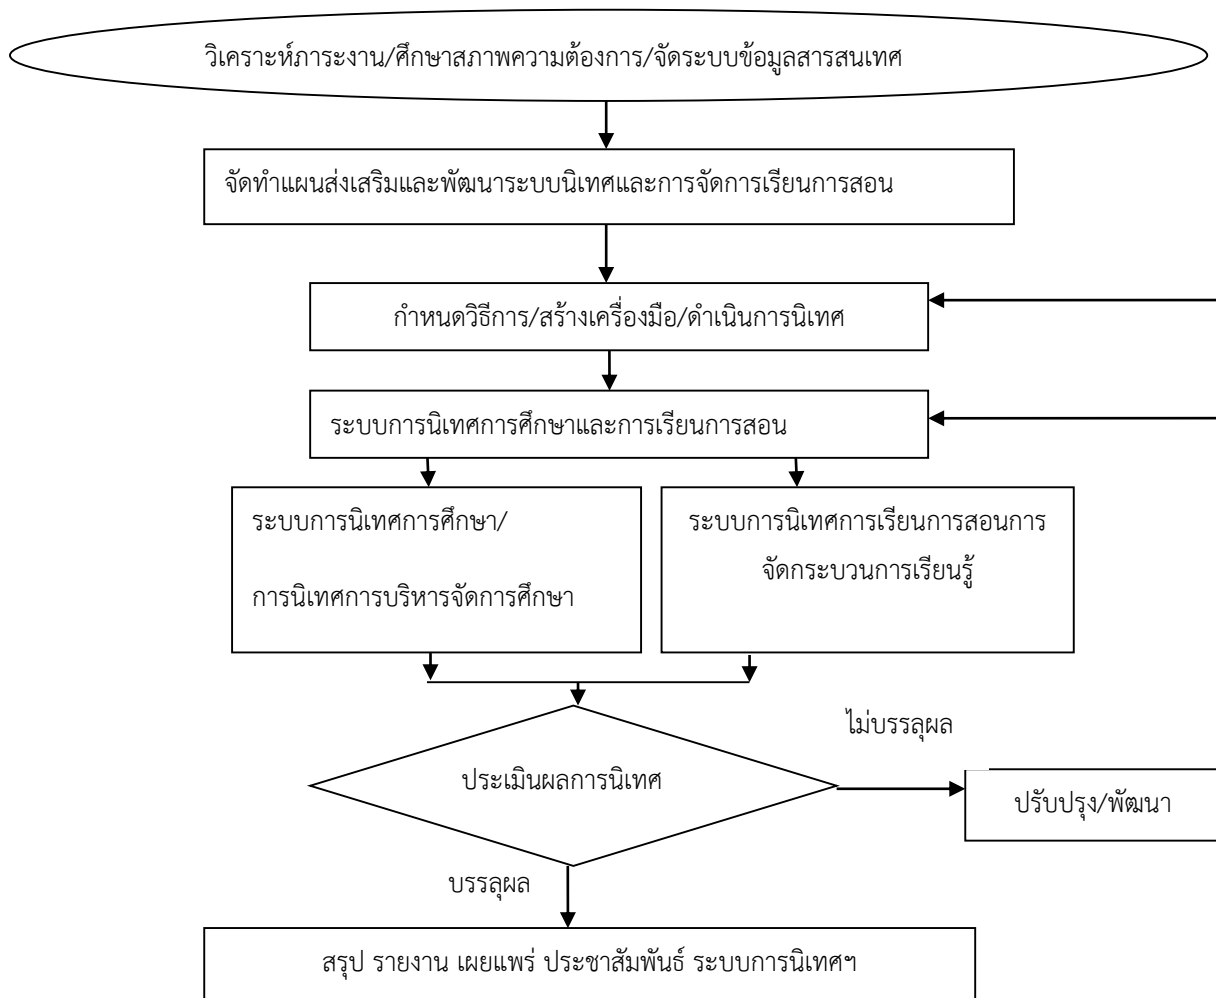 วิเคราะห์ภาระงาน/ศึกษาสภาพความต้องการ/จัดระบบข้อมูลสารสนเทศ
จัดทำแผนส่งเสริมและพัฒนาระบบนิเทศและการจัดการเรียนการสอน
กำหนดวิธีการ/สร้างเครื่องมือ/ดำเนินการนิเทศ
ระบบการนิเทศการศึกษาและการเรียนการสอน
ระบบการนิเทศการศึกษา/
การนิเทศการบริหารจัดการศึกษา
ระบบการนิเทศการเรียนการสอนการ
จัดกระบวนการเรียนรู้
ไม่บรรลุผล
ประเมินผลการนิเทศ
ปรับปรุง/พัฒนา
บรรลุผล
สรุป รายงาน เผยแพร่ ประชาสัมพันธ์ ระบบการนิเทศฯ